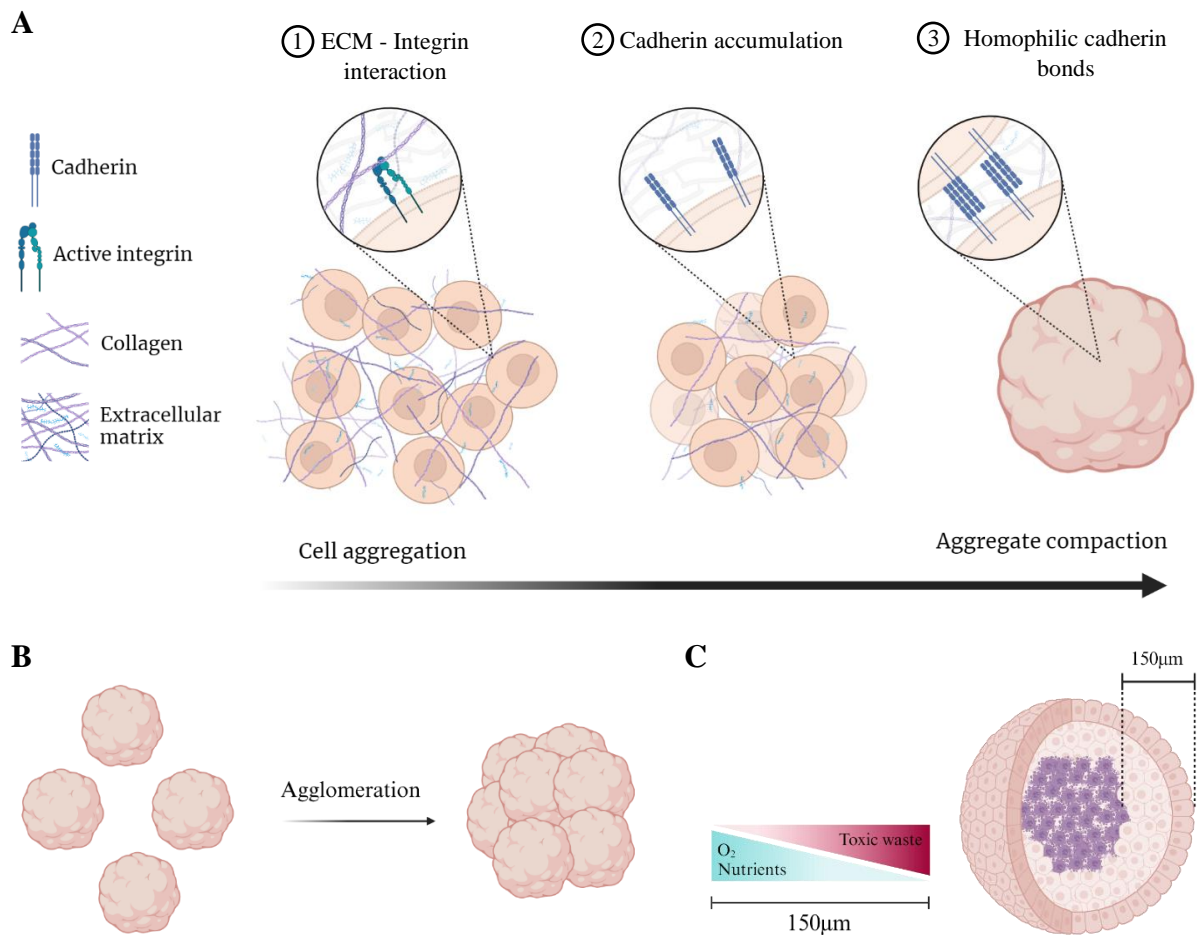 A
1 ECM - Integrin
interaction
2 Cadherin accumulation
3 Homophilic cadherin
bonds
Cadherin
Active integrin
Collagen
Extracellular
matrix
Cell aggregation
Aggregate compaction
B
Agglomeration
C
150μm
Toxic waste
O₂
Nutrients
150μm